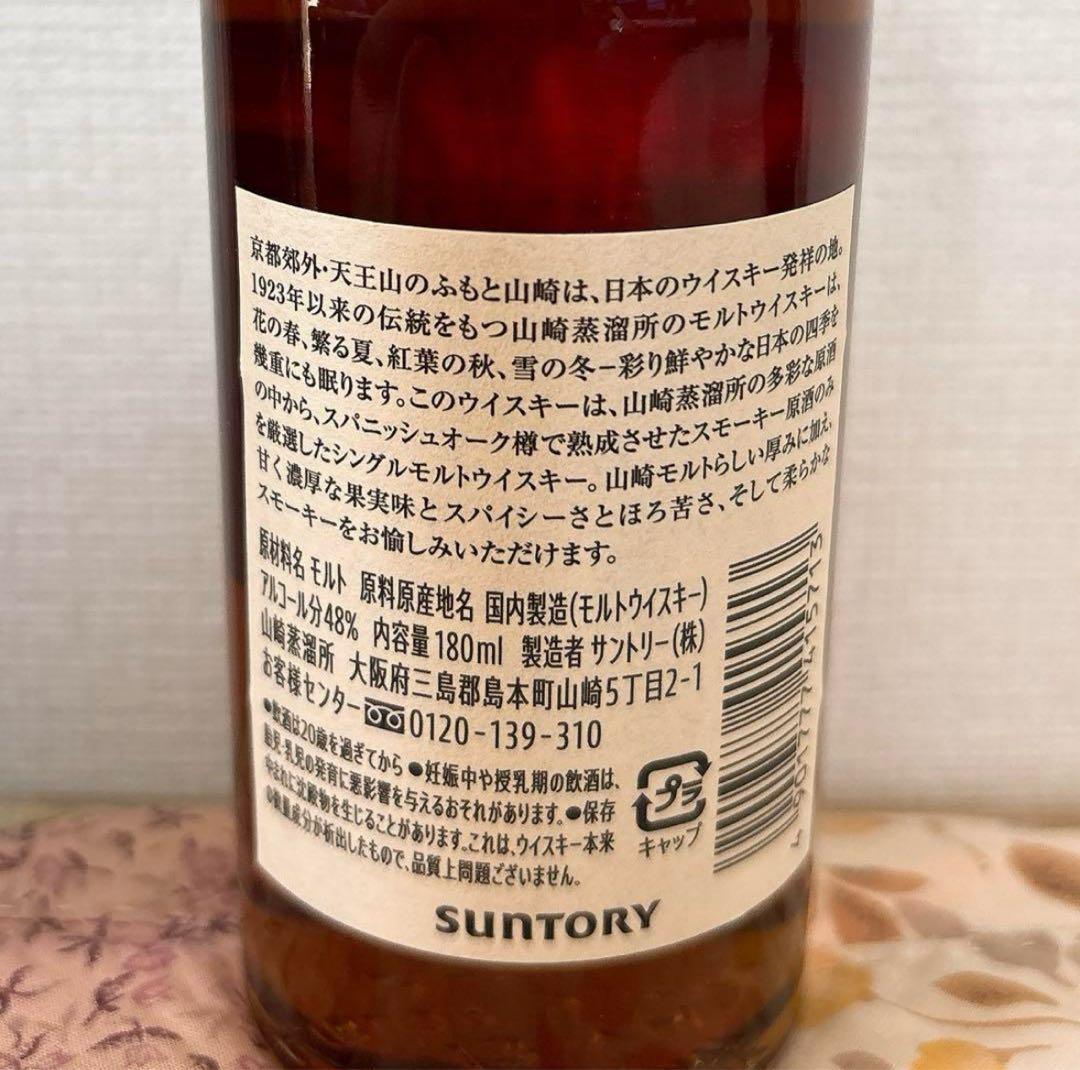 京都郊外・天王山のふもと山崎は、日本のウイスキー発祥の地。
1923年以来の伝統をもつ山崎蒸溜所のモルトウイスキーは、
花の春、繁る夏、紅葉の秋、雪の冬−彩り鮮やかな日本の四季を
幾重にも眠ります。このウイスキーは、山崎蒸溜所の多彩な原酒
の中から、スパニッシュオーク樽で熟成させたスモーキー原酒のみ
を厳選したシングルモルトウイスキー。山崎モルトらしい厚みに加え、
甘く濃厚な果実味とスパイシーさとほろ苦さ、そして柔らかな
スモーキーをお愉しみいただけます。
原材料名 モルト 原料原産地名 国内製造(モルトウイスキー)
アルコール分48% 内容量180ml 製造者 サントリー(株)
山崎蒸溜所 大阪府三島郡島本町山崎5丁目2-1
お客様センター 0120-139-310
●飲酒は20歳を過ぎてから ●妊娠中や授乳期の飲酒は、
胎児・乳児の発育に悪影響を与えるおそれがあります。●保存
中まれに沈殿物を生じることがあります。これは、ウイスキー本来
の微量成分が析出したもので、品質上問題ございません。
プラ
キャップ
4 901777 415713
SUNTORY